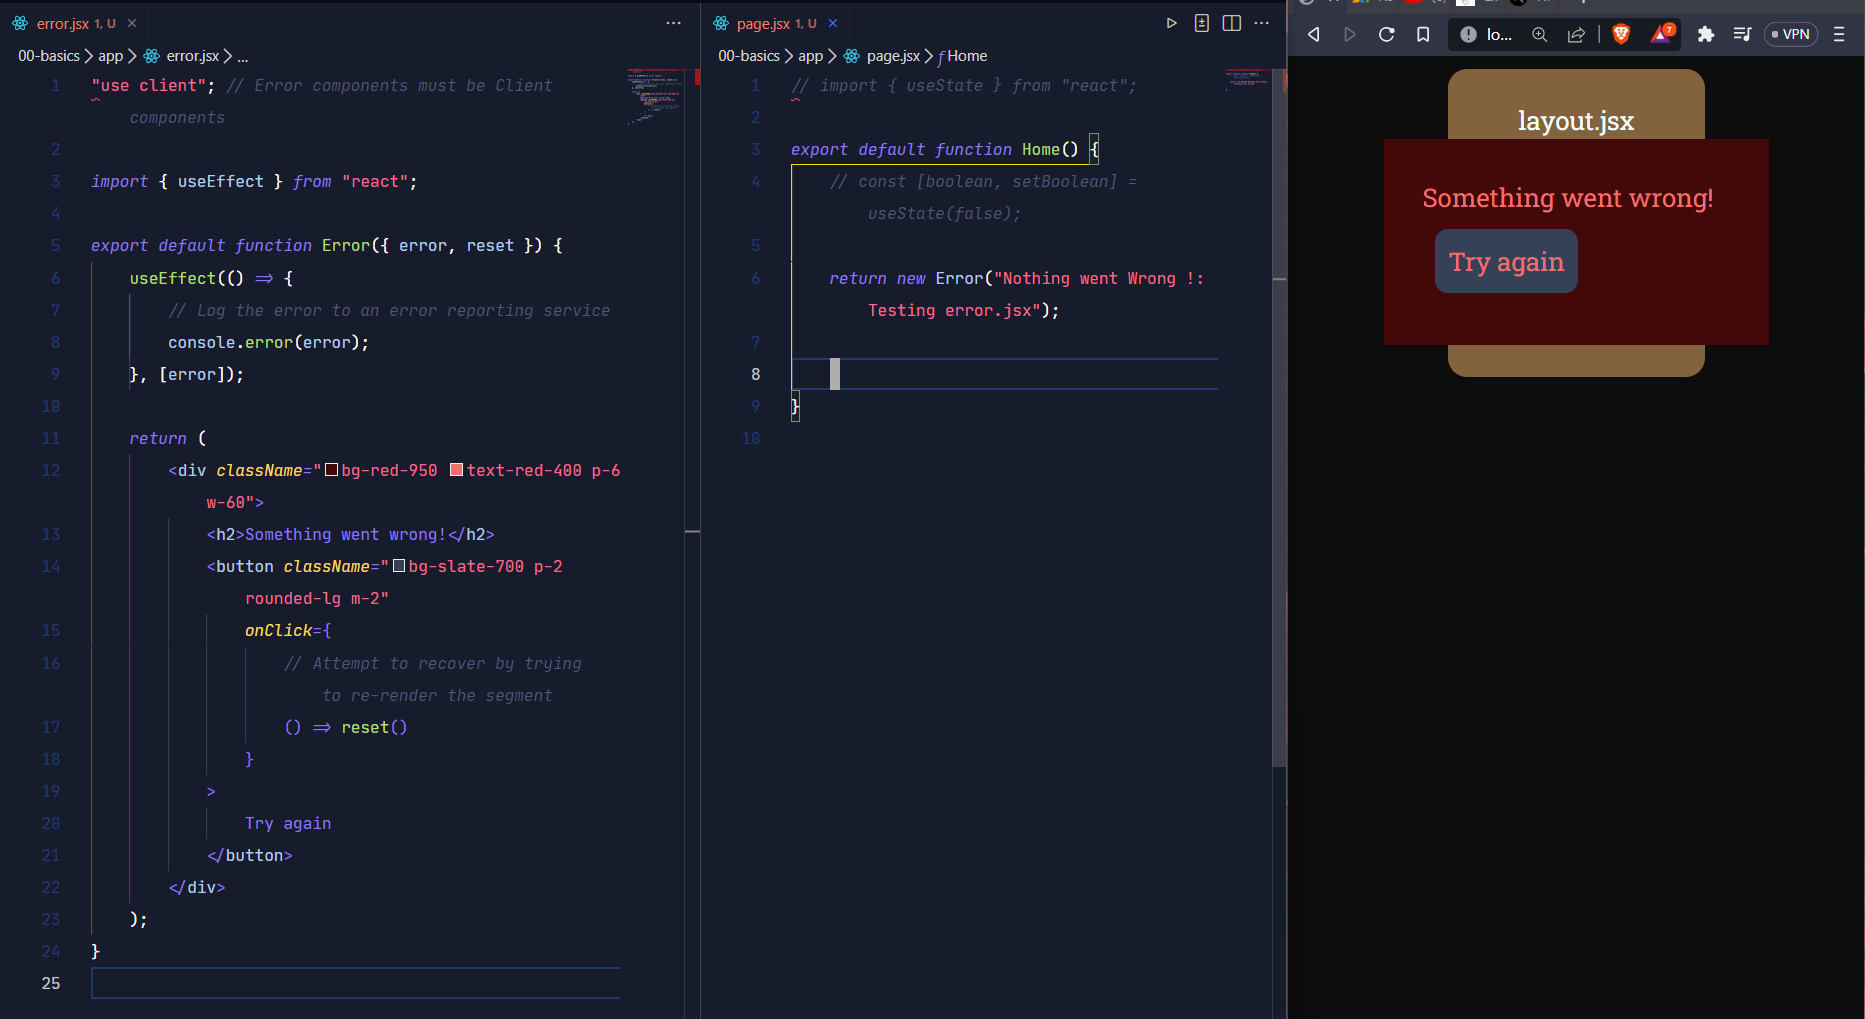 error.jsx 1, U
00-basics > app > error.jsx > ...
1 "use client"; // Error components must be Client
components
2
3 import { useEffect } from "react";
4
5 export default function Error({ error, reset }) {
6 useEffect(() => {
7 // Log the error to an error reporting service
8 console.error(error);
9 }, [error]);
10
11 return (
12 <div className="bg-red-950 text-red-400 p-6
w-60">
13 <h2>Something went wrong!</h2>
14 <button className="bg-slate-700 p-2
rounded-lg m-2"
15 onClick={
16 // Attempt to recover by trying
to re-render the segment
17 () => reset()
18 }
19 >
20 Try again
21 </button>
22 </div>
23 );
24 }
25
page.jsx 1, U
00-basics > app > page.jsx > Home
1 // import { useState } from "react";
2
3 export default function Home() {
4 // const [boolean, setBoolean] =
useState(false);
5
6 return new Error("Nothing went Wrong !:
Testing error.jsx");
7
8
9 }
10
lo...
7
VPN
layout.jsx
Something went wrong!
Try again